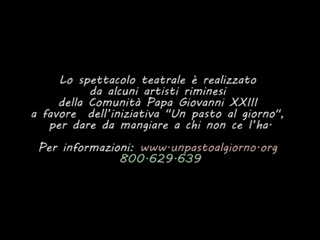 Lo spettacolo teatrale è realizzato
da alcuni artisti riminesi
della Comunità Papa Giovanni XXIII
a favore dell'iniziativa "Un pasto al giorno",
per dare da mangiare a chi non ce l'ha.
Per informazioni: www.unpastoalgiorno.org
800.629.639